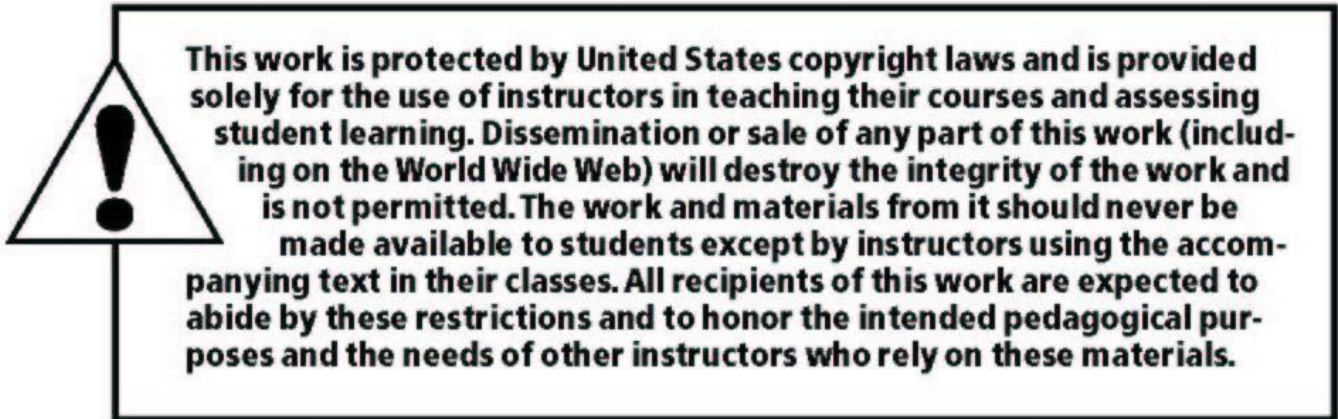 This work is protected by United States copyright laws and is provided
solely for the use of instructors in teaching their courses and assessing
student learning. Dissemination or sale of any part of this work (includ-
ing on the World Wide Web) will destroy the integrity of the work and
is not permitted. The work and materials from it should never be
made available to students except by instructors using the accom-
panying text in their classes. All recipients of this work are expected to
abide by these restrictions and to honor the intended pedagogical pur-
poses and the needs of other instructors who rely on these materials.